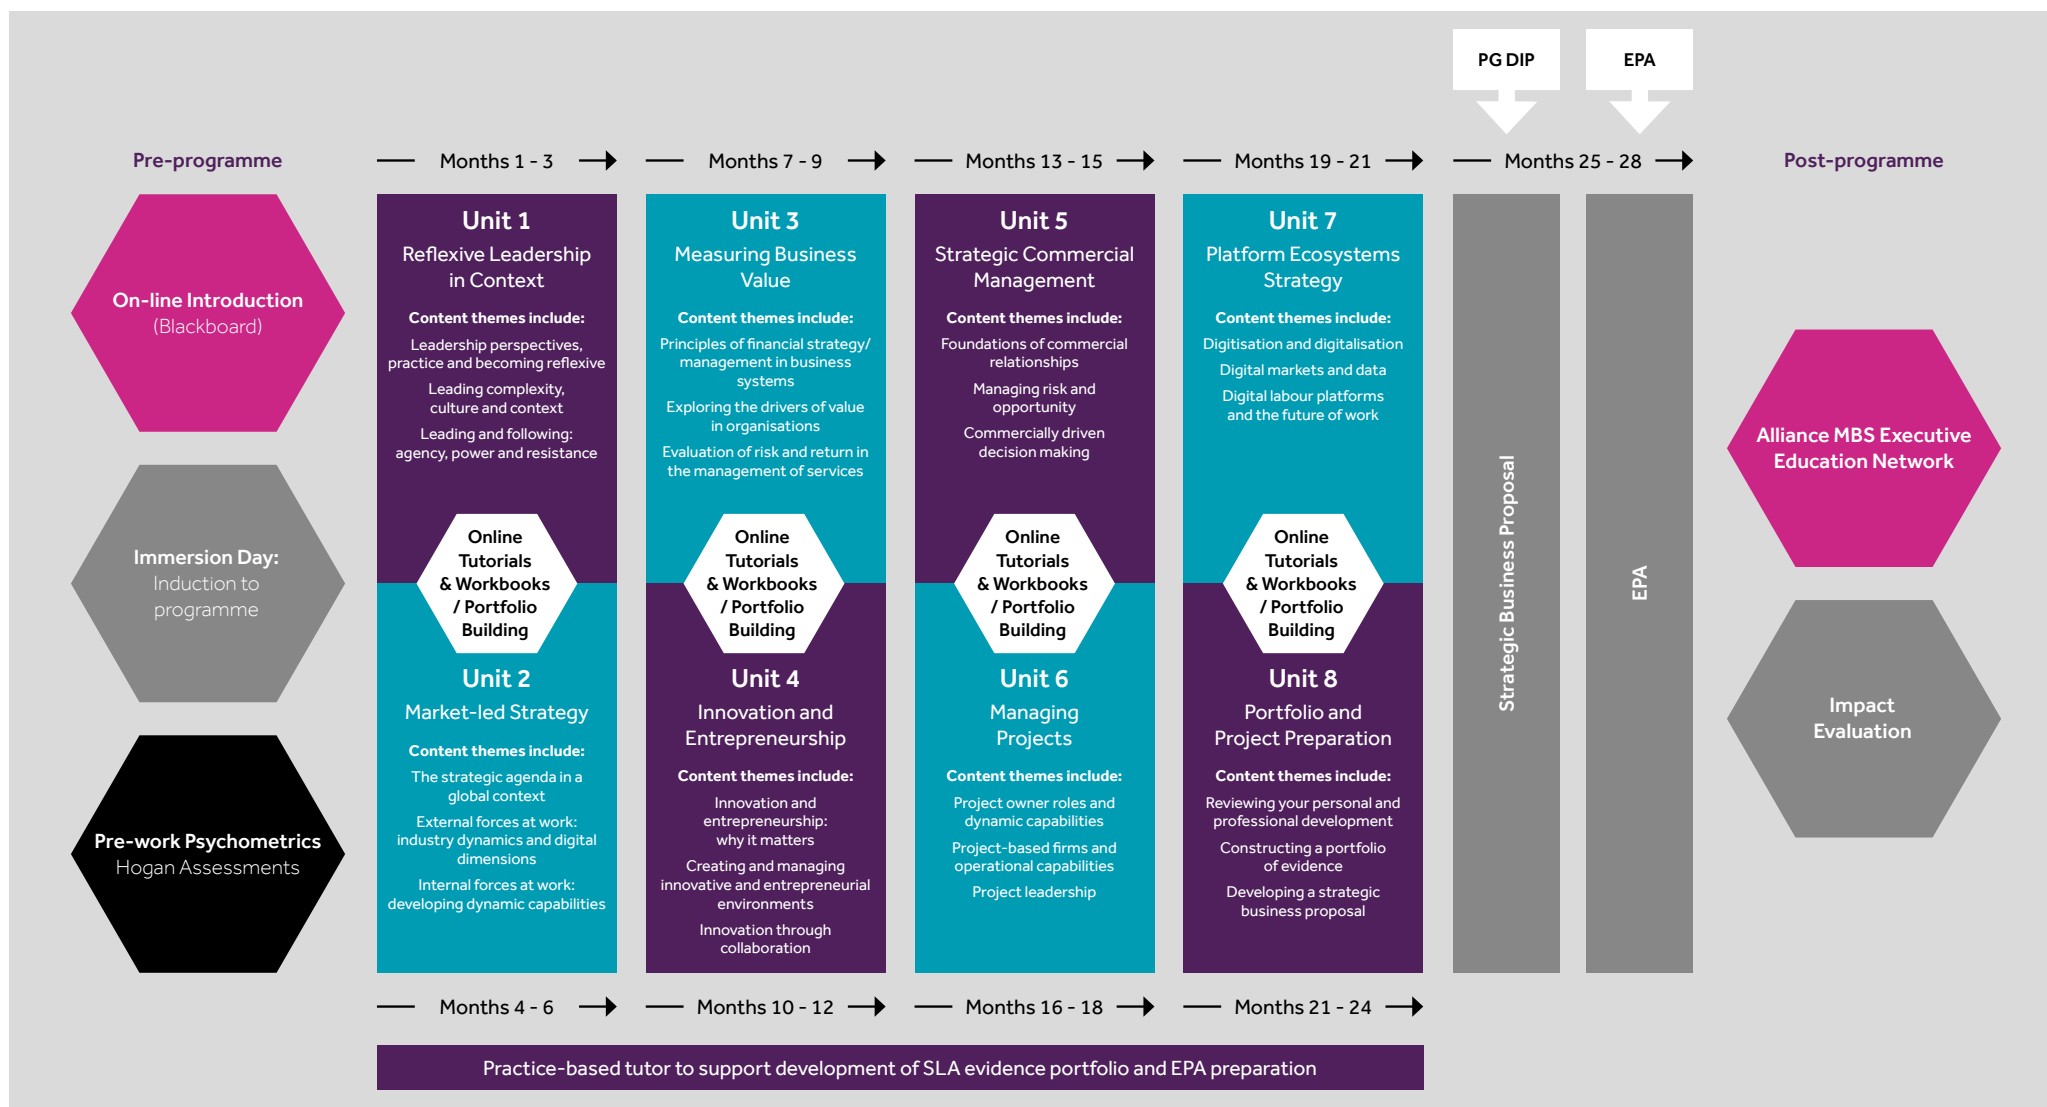 PG DIP
EPA
Pre-programme
Months 1 - 3
Months 7 - 9
Months 13 - 15
Months 19 - 21
Months 25 - 28
Post-programme
On-line Introduction
(Blackboard)
Immersion Day:
Induction to
programme
Pre-work Psychometrics
Hogan Assessments
Unit 1
Reflexive Leadership
in Context
Content themes include:
Leadership perspectives,
practice and becoming reflexive
Leading complexity,
culture and context
Leading and following:
agency, power and resistance
Online
Tutorials
& Workbooks
/ Portfolio
Building
Unit 2
Market-led Strategy
Content themes include:
The strategic agenda in a
global context
External forces at work:
industry dynamics and digital
dimensions
Internal forces at work:
developing dynamic capabilities
Months 4 - 6
Unit 3
Measuring Business
Value
Content themes include:
Principles of financial strategy/
management in business
systems
Exploring the drivers of value
in organisations
Evaluation of risk and return in
the management of services
Online
Tutorials
& Workbooks
/ Portfolio
Building
Unit 4
Innovation and
Entrepreneurship
Content themes include:
Innovation and
entrepreneurship:
why it matters
Creating and managing
innovative and entrepreneurial
environments
Innovation through
collaboration
Months 10 - 12
Unit 5
Strategic Commercial
Management
Content themes include:
Foundations of commercial
relationships
Managing risk and
opportunity
Commercially driven
decision making
Online
Tutorials
& Workbooks
/ Portfolio
Building
Unit 6
Managing
Projects
Content themes include:
Project owner roles and
dynamic capabilities
Project-based firms and
operational capabilities
Project leadership
Months 16 - 18
Unit 7
Platform Ecosystems
Strategy
Content themes include:
Digitisation and digitalisation
Digital markets and data
Digital labour platforms
and the future of work
Online
Tutorials
& Workbooks
/ Portfolio
Building
Unit 8
Portfolio and
Project Preparation
Content themes include:
Reviewing your personal and
professional development
Constructing a portfolio
of evidence
Developing a strategic
business proposal
Months 21 - 24
Strategic Business Proposal
EPA
Alliance MBS Executive
Education Network
Impact
Evaluation
Practice-based tutor to support development of SLA evidence portfolio and EPA preparation